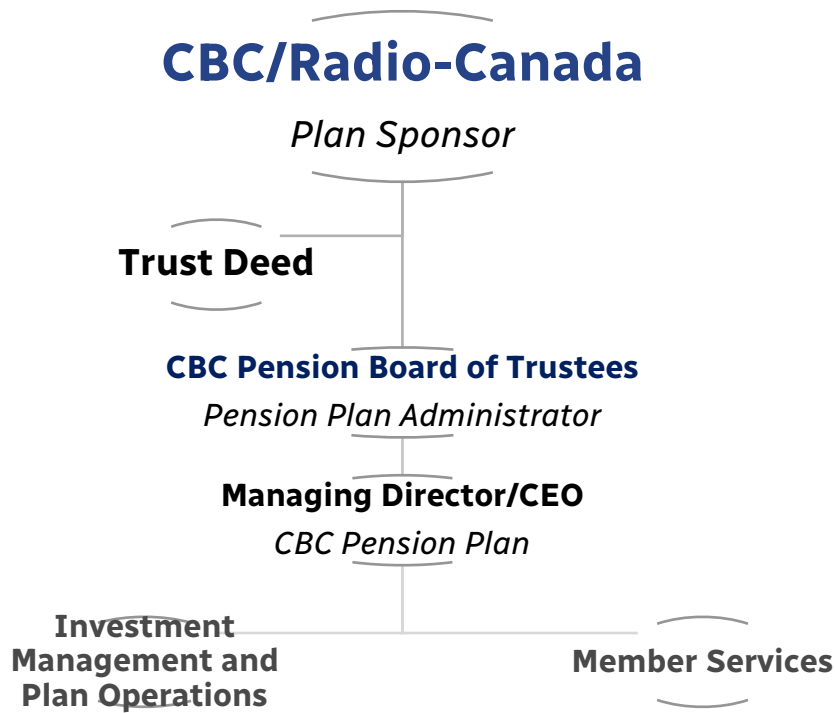 CBC/Radio-Canada
Plan Sponsor
Trust Deed
CBC Pension Board of Trustees
Pension Plan Administrator
Managing Director/CEO
CBC Pension Plan
Investment
Management and
Plan Operations
Member Services